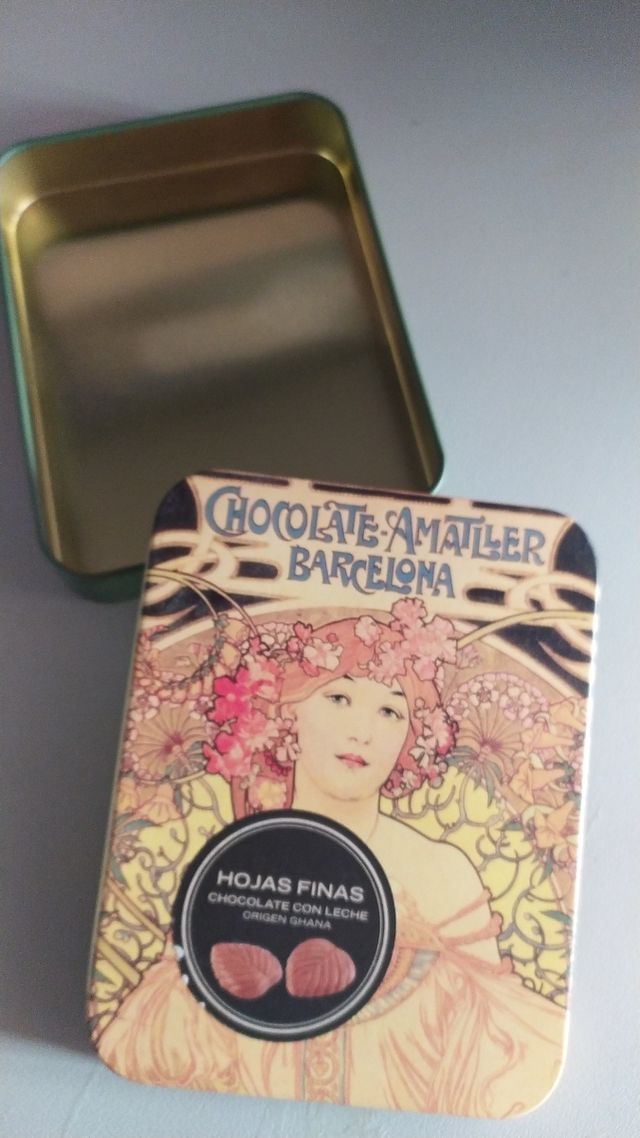 CHOCOLATE-AMATLLER
BARCELONA
HOJAS FINAS
CHOCOLATE CON LECHE
ORIGEN GHANA